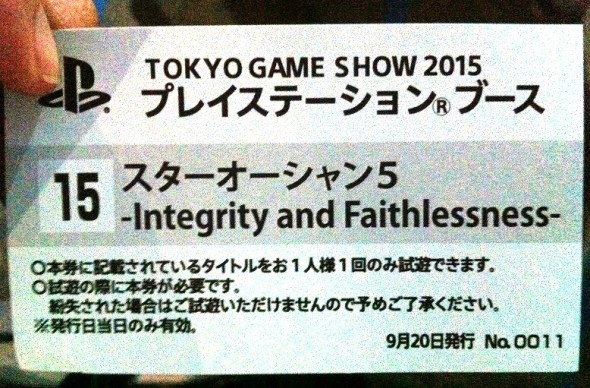 TOKYO GAME SHOW 2015
プレイステーション®ブース
15
スターオーシャン5
-Integrity and Faithlessness-
○本券に記載されているタイトルをお1人様1回のみ試遊できます。
○試遊の際に本券が必要です。
紛失された場合はご試遊いただけませんので予めご了承ください。
※発行日当日のみ有効。
9月20日発行 No.0011